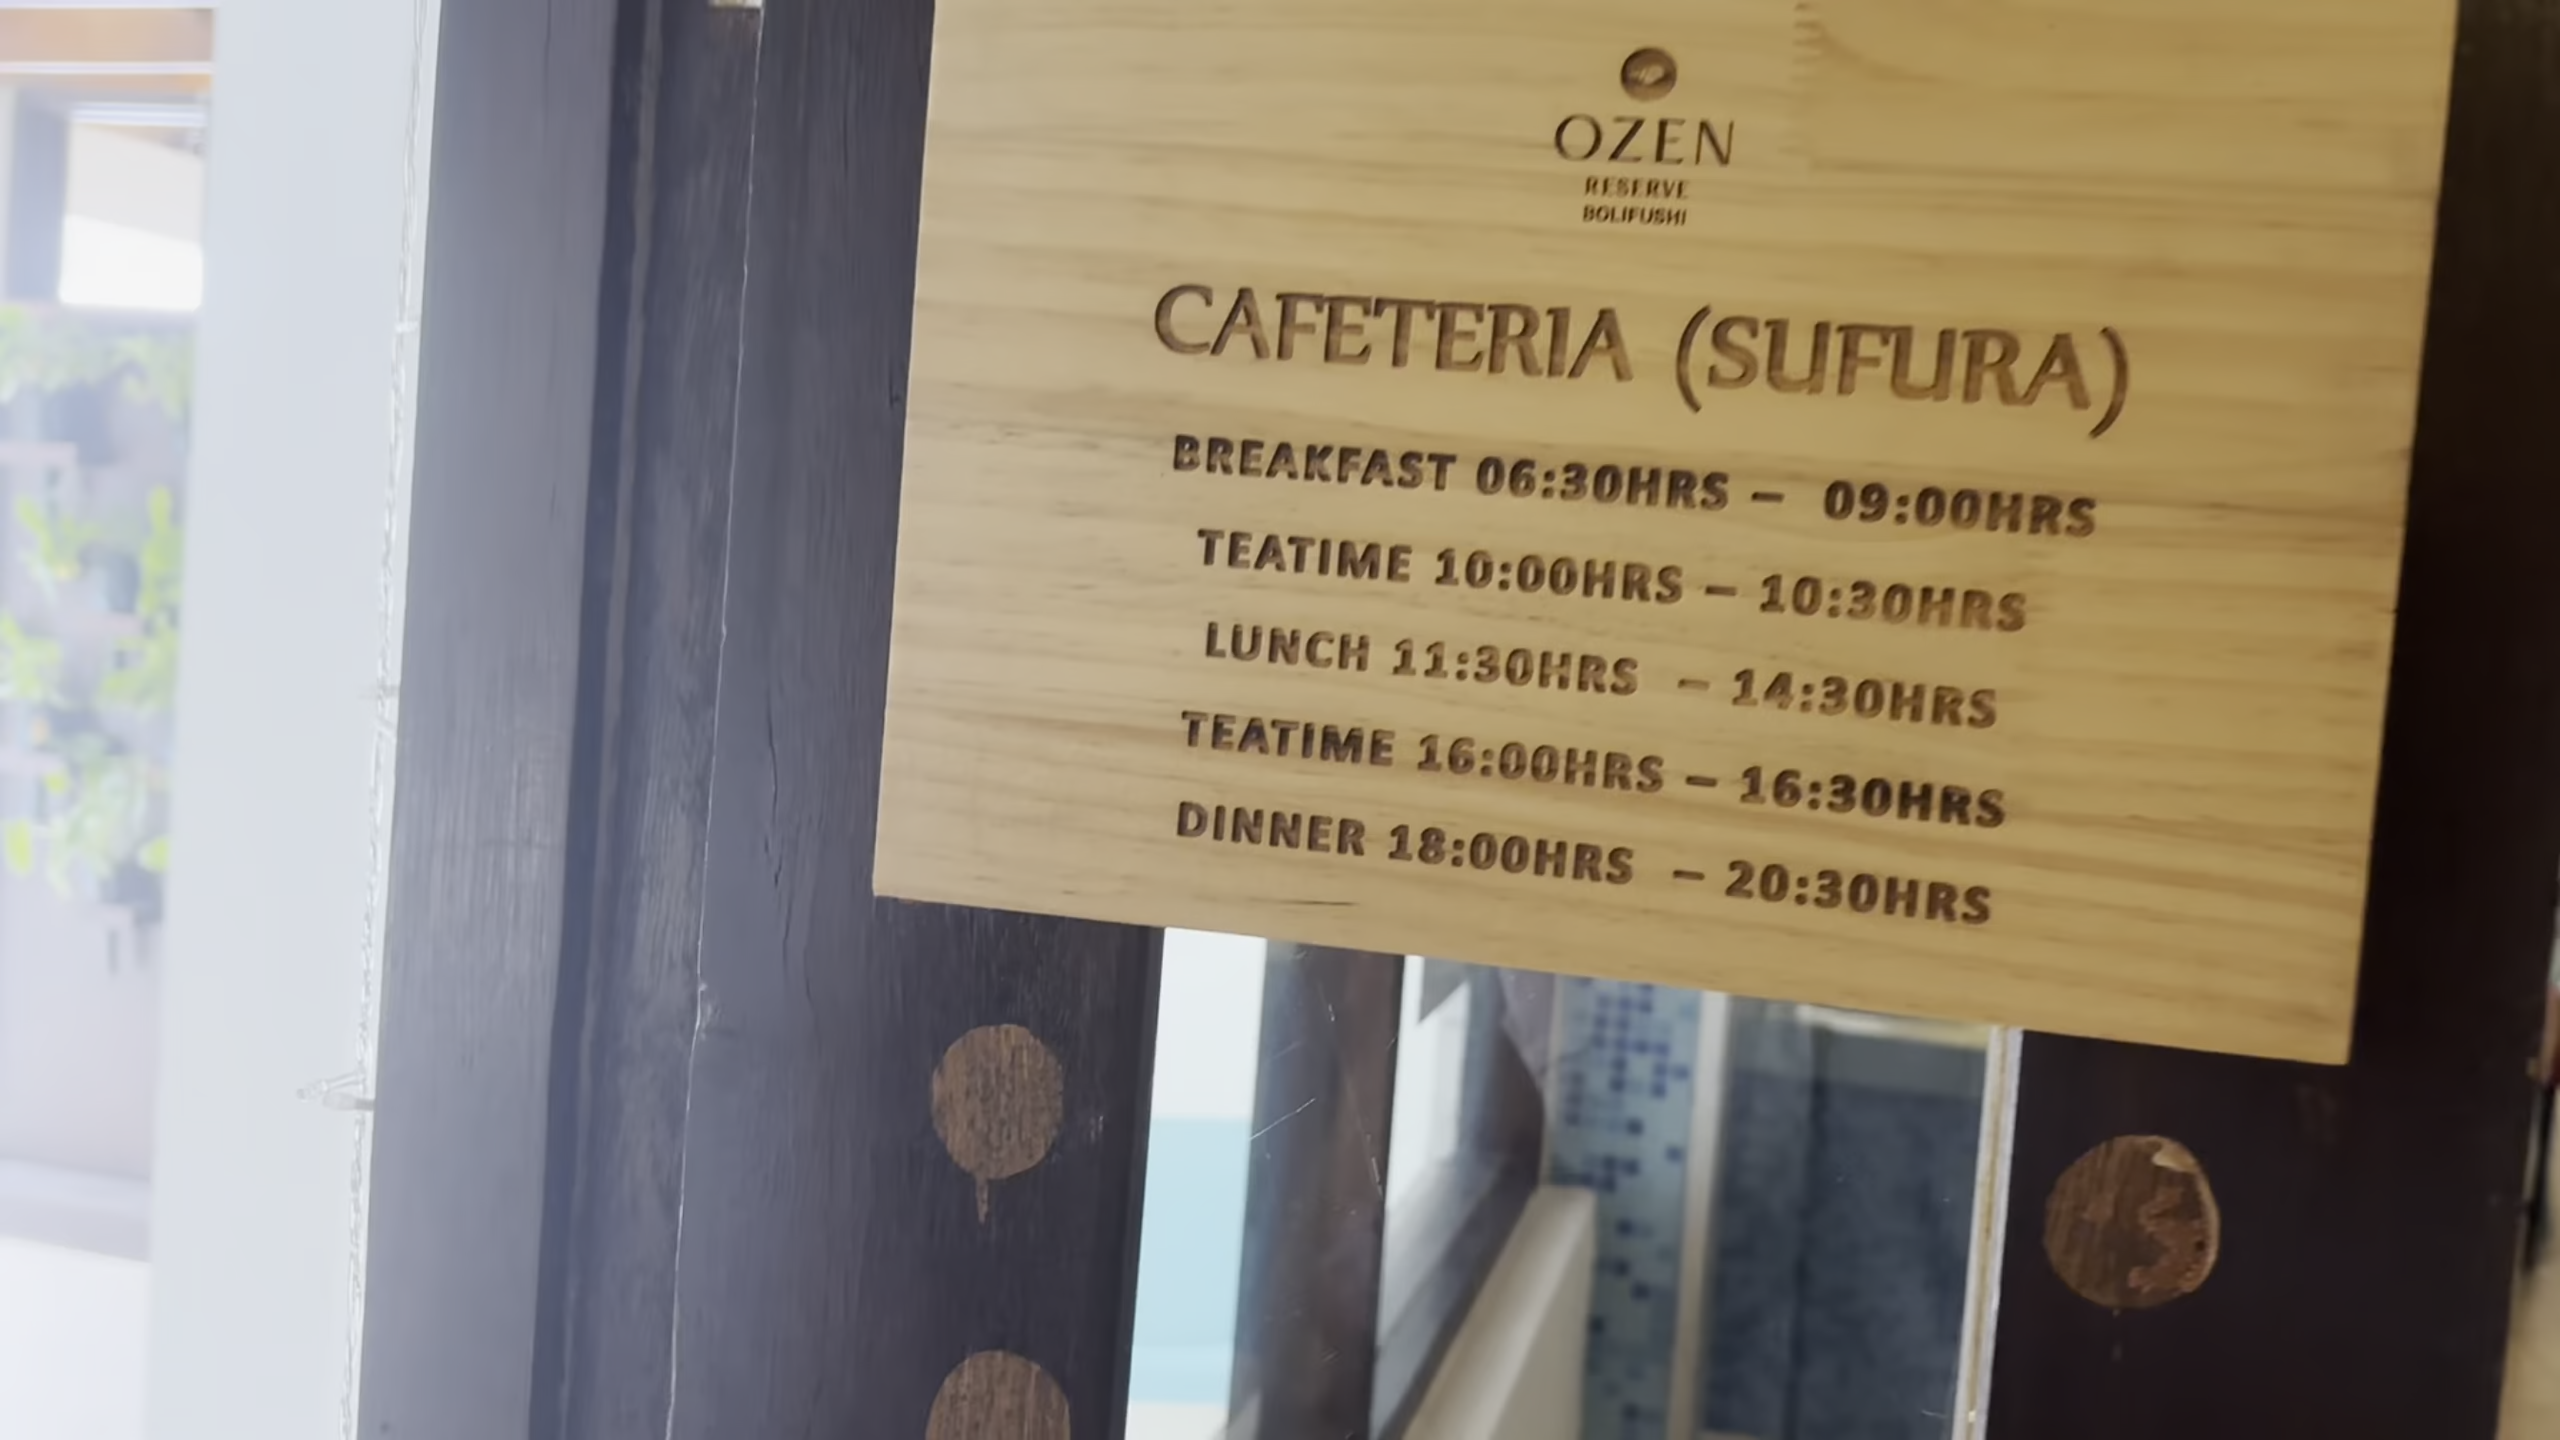 OZEN
RESERVE
BOLIFUSHI
CAFETERIA (SUFURA)
BREAKFAST 06:30HRS – 09:00HRS
TEATIME 10:00HRS – 10:30HRS
LUNCH 11:30HRS – 14:30HRS
TEATIME 16:00HRS – 16:30HRS
DINNER 18:00HRS – 20:30HRS